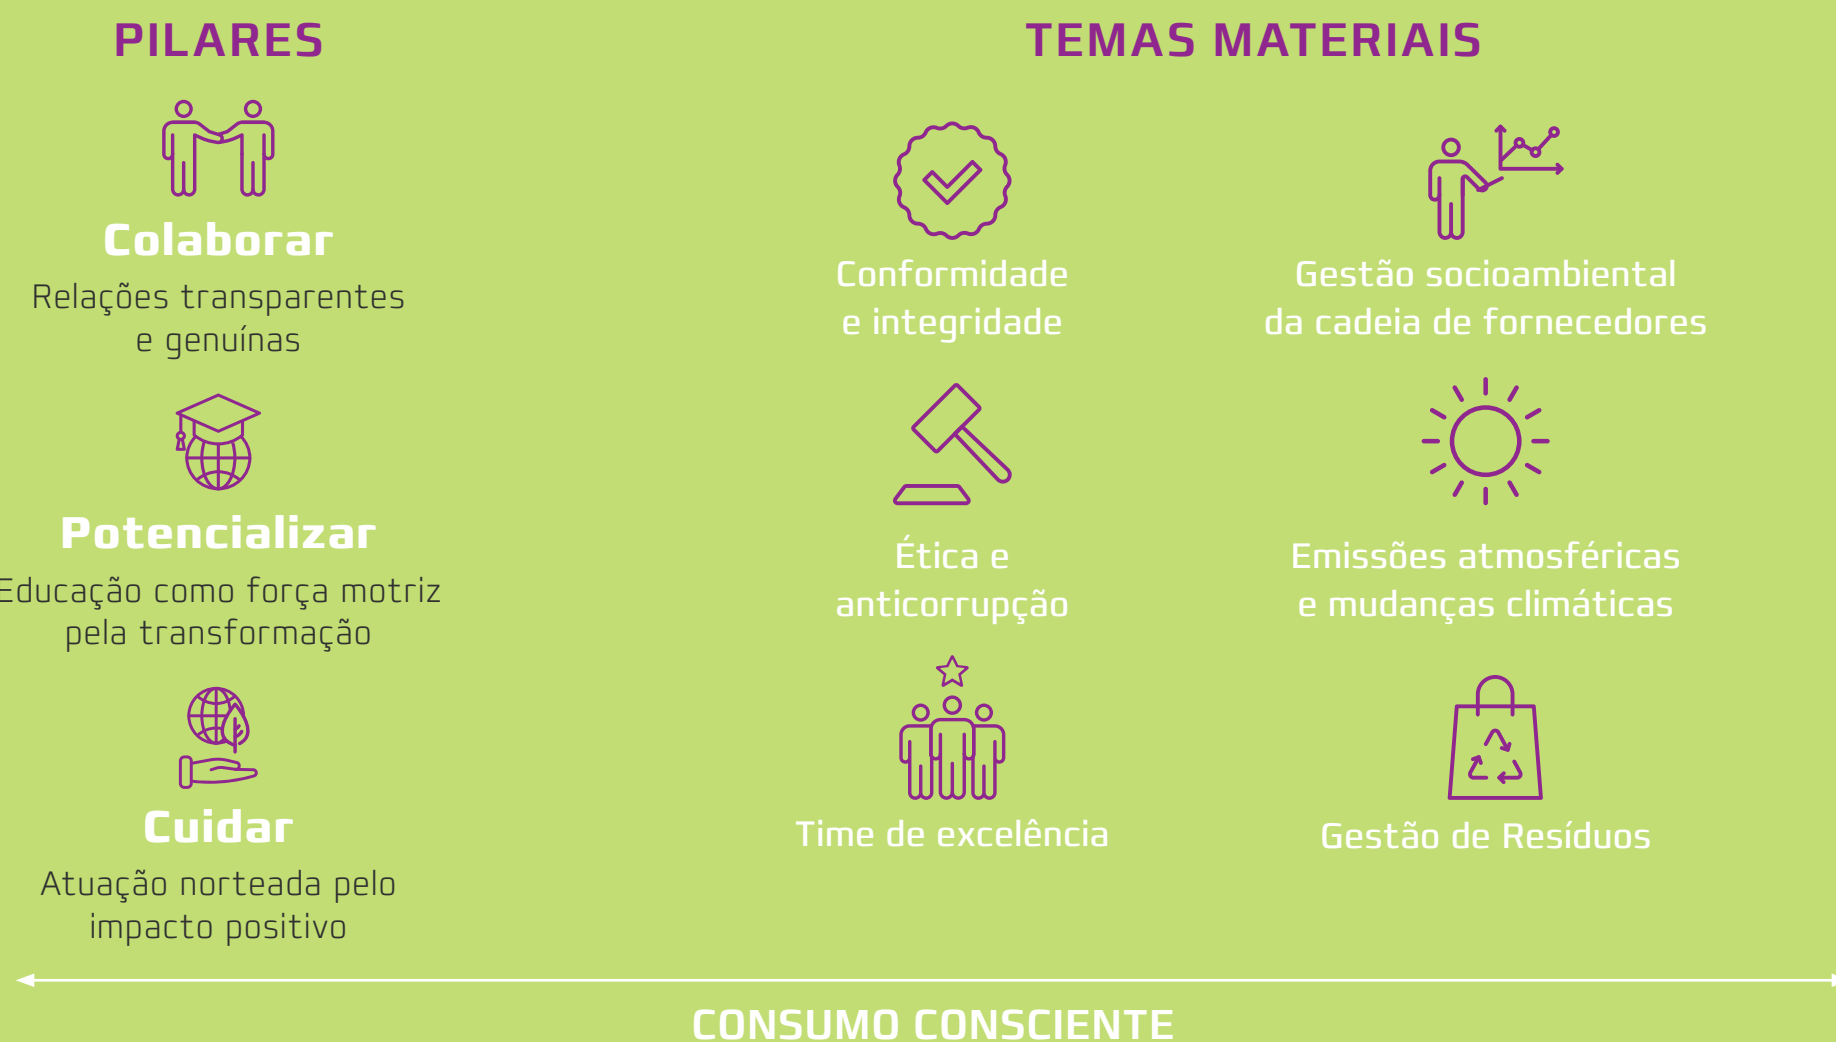 PILARES
Colaborar
Relações transparentes
e genuínas
Potencializar
Educação como força motriz
pela transformação
Cuidar
Atuação norteada pelo
impacto positivo
TEMAS MATERIAIS
Conformidade
e integridade
Gestão socioambiental
da cadeia de fornecedores
Ética e
anticorrupção
Emissões atmosféricas
e mudanças climáticas
Time de excelência
Gestão de Resíduos
CONSUMO CONSCIENTE